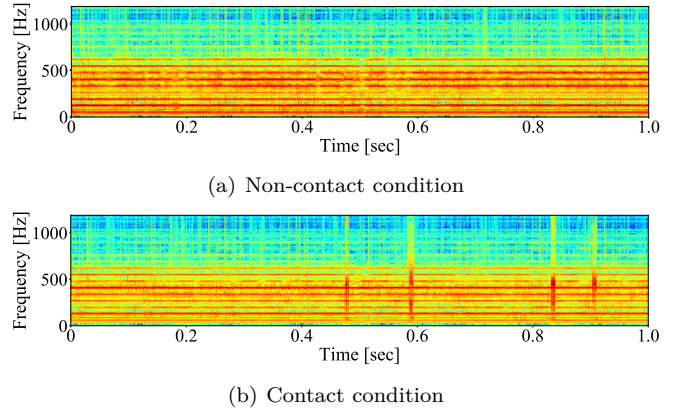 Frequency [Hz]
1000
500
0
0 0.2 0.4 0.6 0.8 1.0
Time [sec]
(a) Non-contact condition
Frequency [Hz]
1000
500
0
0 0.2 0.4 0.6 0.8 1.0
Time [sec]
(b) Contact condition